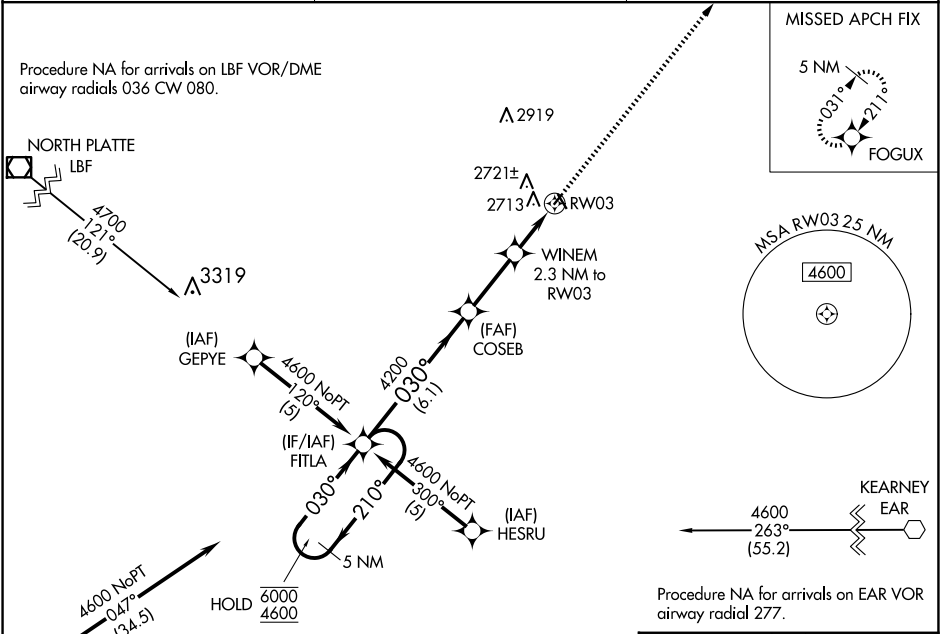 MISSED APCH FIX
5 NM
031°
211°
FOGUX
Procedure NA for arrivals on LBF VOR/DME
airway radials 036 CW 080.
NORTH PLATTE
LBF
4700
121°
(20.9)
2919
2721±
2713
RW03
WINEM
2.3 NM to
RW03
3319
MSA RW03 25 NM
4600
(FAF)
COSEB
(IAF)
GEPYE
4600 NoPT
120°
(5)
4200
030°
(6.1)
(IF/IAF)
FITLA
030°
210°
4600 NoPT
300°
(5)
(IAF)
HESRU
5 NM
HOLD
6000
4600
4600 NoPT
047°
(34.5)
KEARNEY
EAR
4600
263°
(55.2)
Procedure NA for arrivals on EAR VOR
airway radial 277.